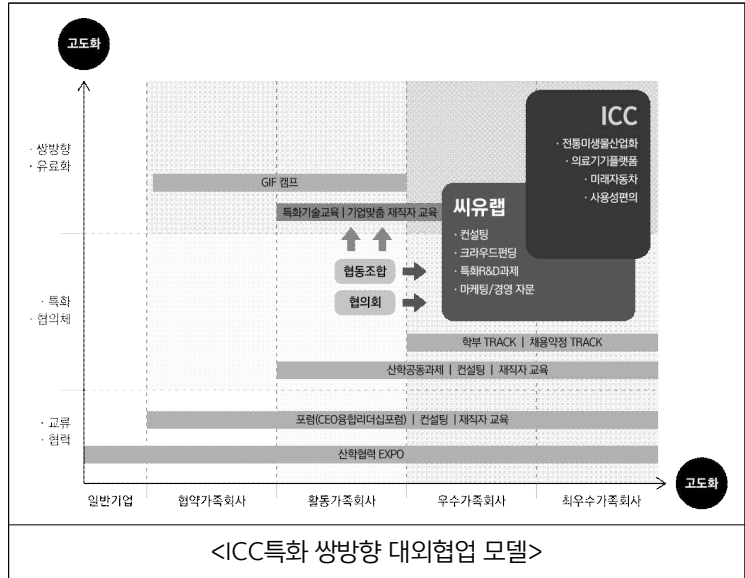 고도화
· 쌍방향
· 유료화
ICC
· 전통미생물산업화
· 의료기기플랫폼
· 미래자동차
· 사용성편의
GIF 캠프
특화기술교육 | 기업맞춤 재직자 교육
씨유랩
· 컨설팅
· 크라우드펀딩
· 특화R&D과제
· 마케팅/경영 자문
협동조합
협의회
· 특화
· 협의체
학부 TRACK | 채용약정 TRACK
산학공동과제 | 컨설팅 | 재직자 교육
· 교류
· 협력
포럼(CEO융합리더십포럼) | 컨설팅 | 재직자 교육
산학협력 EXPO
고도화
일반기업
협약가족회사
활동가족회사
우수가족회사
최우수가족회사
<ICC특화 쌍방향 대외협업 모델>